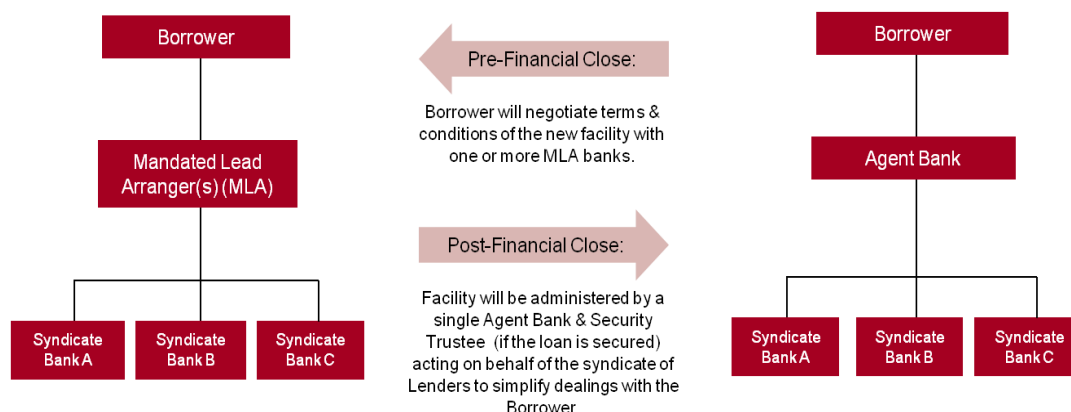 Borrower
Mandated Lead
Arranger(s) (MLA)
Syndicate
Bank A
Syndicate
Bank B
Syndicate
Bank C
Pre-Financial Close:
Borrower will negotiate terms &
conditions of the new facility with
one or more MLA banks.
Post-Financial Close:
Facility will be administered by a
single Agent Bank & Security
Trustee (if the loan is secured)
acting on behalf of the syndicate of
Lenders to simplify dealings with the
Borrower
Borrower
Agent Bank
Syndicate
Bank A
Syndicate
Bank B
Syndicate
Bank C